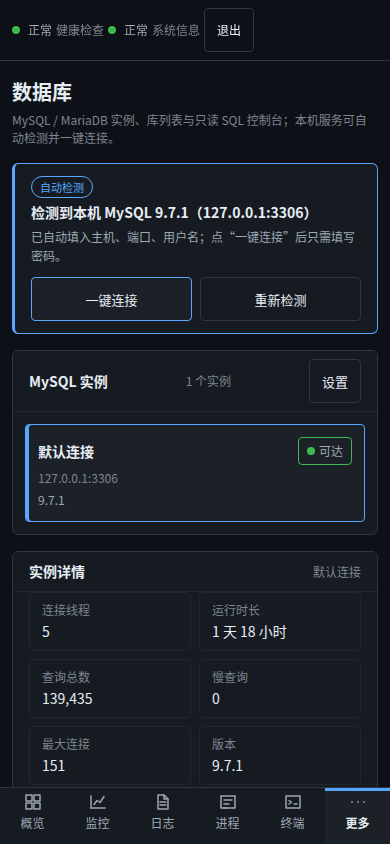 正常 健康检查 正常 系统信息 退出
数据库
MySQL / MariaDB 实例、库列表与只读 SQL 控制台；本机服务可自
动检测并一键连接。
自动检测
检测到本机 MySQL 9.7.1（127.0.0.1:3306）
已自动填入主机、端口、用户名；点“一键连接”后只需填写
密码。
一键连接 重新检测
MySQL 实例 1 个实例 设置
默认连接 可达
127.0.0.1:3306
9.7.1
实例详情 默认连接
连接线程 运行时长
5 1 天 18 小时
查询总数 慢查询
139,435 0
最大连接 版本
151 9.7.1
概览 监控 日志 进程 终端 更多